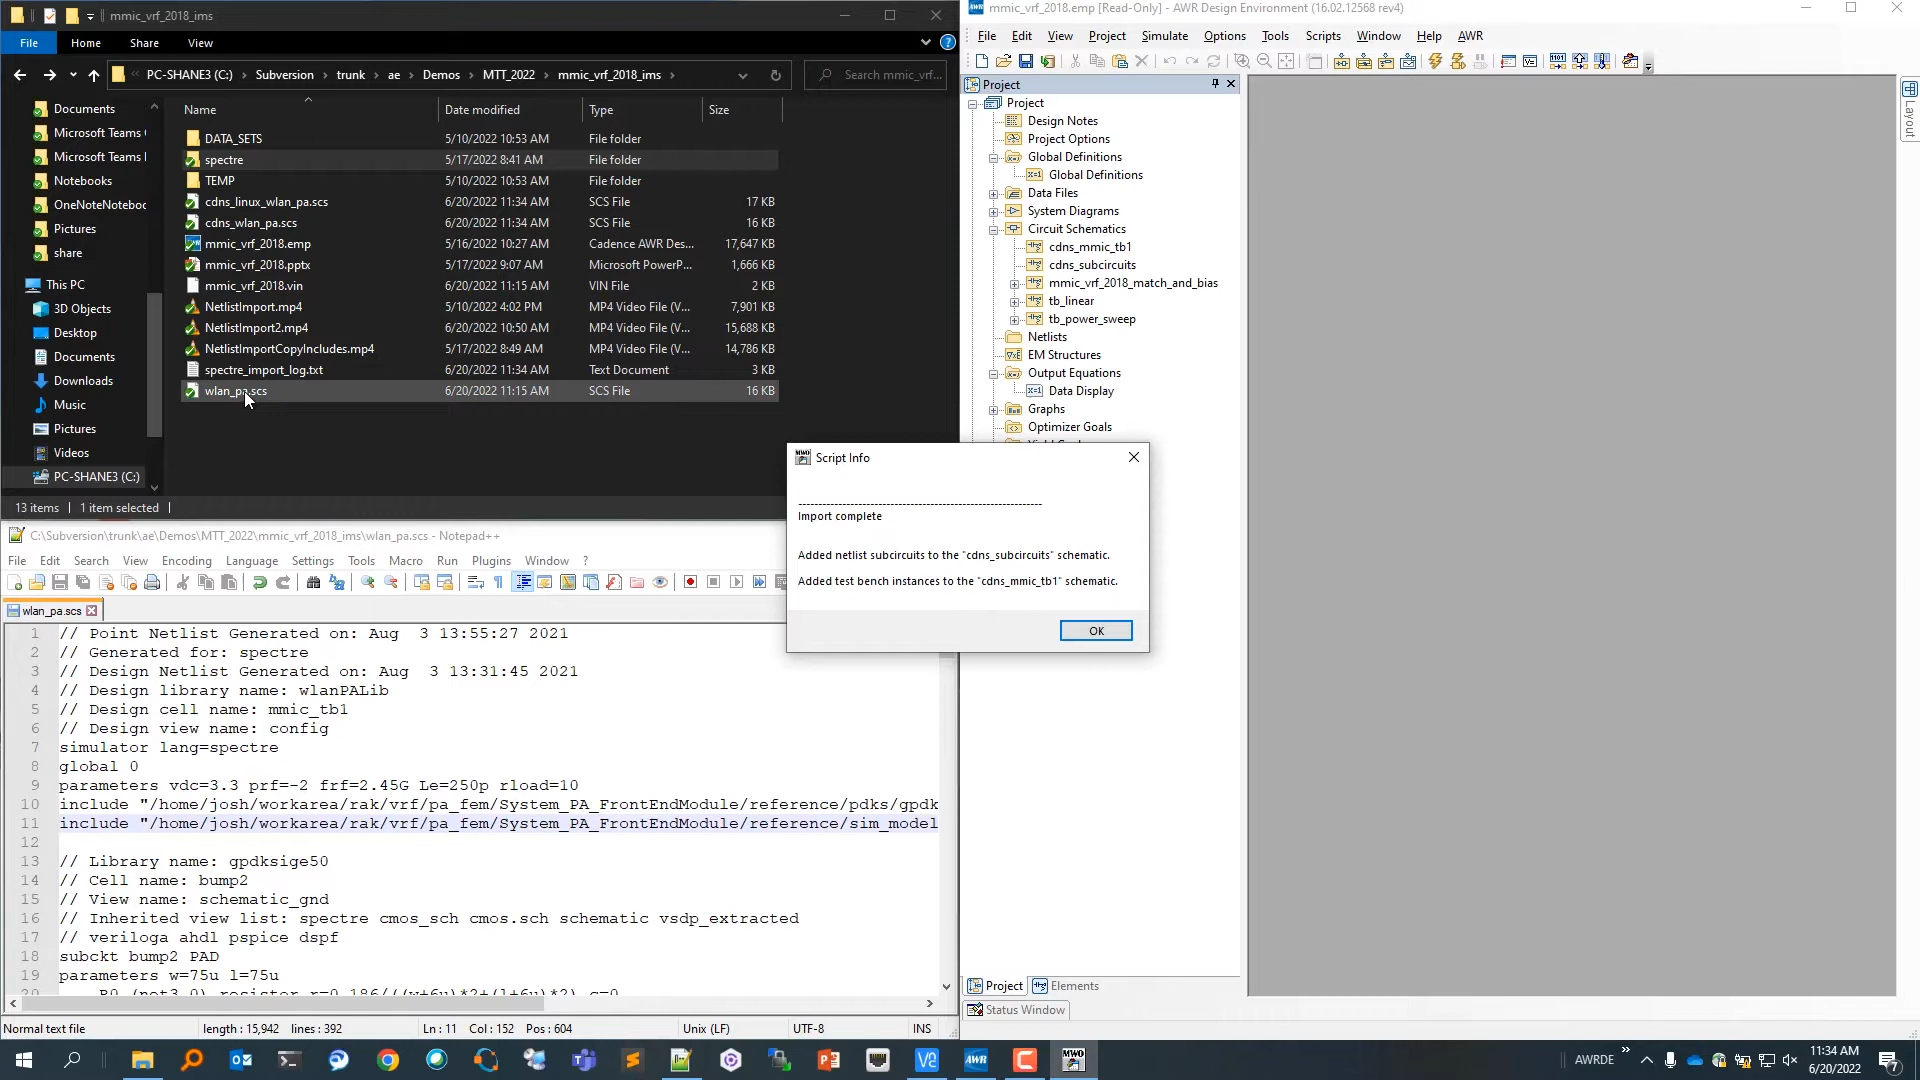 mmic_vrf_2018_ims
File
Home
Share
View
PC-SHANE3 (C:) > Subversion > trunk > ae > Demos > MTT_2022 > mmic_vrf_2018_ims >
Search mmic_vrf...
Documents
Microsoft Teams
Microsoft Teams
Notebooks
OneNoteNoteboo
Pictures
share
This PC
3D Objects
Desktop
Documents
Downloads
Music
Pictures
Videos
PC-SHANE3 (C:)
Name Date modified Type Size
DATA_SETS 5/10/2022 10:53 AM File folder
spectre 5/17/2022 8:41 AM File folder
TEMP 5/10/2022 10:53 AM File folder
cdns_linux_wlan_pa.scs 6/20/2022 11:34 AM SCS File 17 KB
cdns_wlan_pa.scs 6/20/2022 11:34 AM SCS File 16 KB
mmic_vrf_2018.emp 5/16/2022 10:27 AM Cadence AWR Des... 17,647 KB
mmic_vrf_2018.pptx 5/17/2022 9:07 AM Microsoft PowerP... 1,666 KB
mmic_vrf_2018.vin 6/20/2022 11:15 AM VIN File 2 KB
NetlistImport.mp4 5/10/2022 4:02 PM MP4 Video File (V... 7,901 KB
NetlistImport2.mp4 6/20/2022 10:50 AM MP4 Video File (V... 15,688 KB
NetlistImportCopyIncludes.mp4 5/17/2022 8:49 AM MP4 Video File (V... 14,786 KB
spectre_import_log.txt 6/20/2022 11:34 AM Text Document 3 KB
wlan_pa.scs 6/20/2022 11:15 AM SCS File 16 KB
13 items
1 item selected
C:\Subversion\trunk\ae\Demos\MTT_2022\mmic_vrf_2018_ims\wlan_pa.scs - Notepad++
File Edit Search View Encoding Language Settings Tools Macro Run Plugins Window ?
wlan_pa.scs
1 // Point Netlist Generated on: Aug  3 13:55:27 2021
2 // Generated for: spectre
3 // Design Netlist Generated on: Aug  3 13:31:45 2021
4 // Design library name: wlanPALib
5 // Design cell name: mmic_tb1
6 // Design view name: config
7 simulator lang=spectre
8 global 0
9 parameters vdc=3.3 prf=-2 frf=2.45G Le=250p rload=10
10 include "/home/josh/workarea/rak/vrf/pa_fem/System_PA_FrontEndModule/reference/pdks/gpdk
11 include "/home/josh/workarea/rak/vrf/pa_fem/System_PA_FrontEndModule/reference/sim_model
12
13 // Library name: gpdksige50
14 // Cell name: bump2
15 // View name: schematic_gnd
16 // Inherited view list: spectre cmos_sch cmos.sch schematic vsdp_extracted
17 // veriloga ahdl pspice dspf
18 subckt bump2 PAD
19 parameters w=75u l=75u
20 R0 (net3 0) resistor r=0.186/((w+6u)*2+(l+6u)*2) c=0
Normal text file
length : 15,942 lines : 392
Ln : 11 Col : 152 Pos : 604
Unix (LF)
UTF-8
INS
mmic_vrf_2018.emp [Read-Only] - AWR Design Environment (16.02.12568 rev4)
File Edit View Project Simulate Options Tools Scripts Window Help AWR
Project
Project
Design Notes
Project Options
Global Definitions
Global Definitions
Data Files
System Diagrams
Circuit Schematics
cdns_mmic_tb1
cdns_subcircuits
mmic_vrf_2018_match_and_bias
tb_linear
tb_power_sweep
Netlists
EM Structures
Output Equations
Data Display
Graphs
Optimizer Goals
Layout
Script Info
Import complete
Added netlist subcircuits to the "cdns_subcircuits" schematic.
Added test bench instances to the "cdns_mmic_tb1" schematic.
OK
Project
Elements
Status Window
AWRDE
11:34 AM
6/20/2022